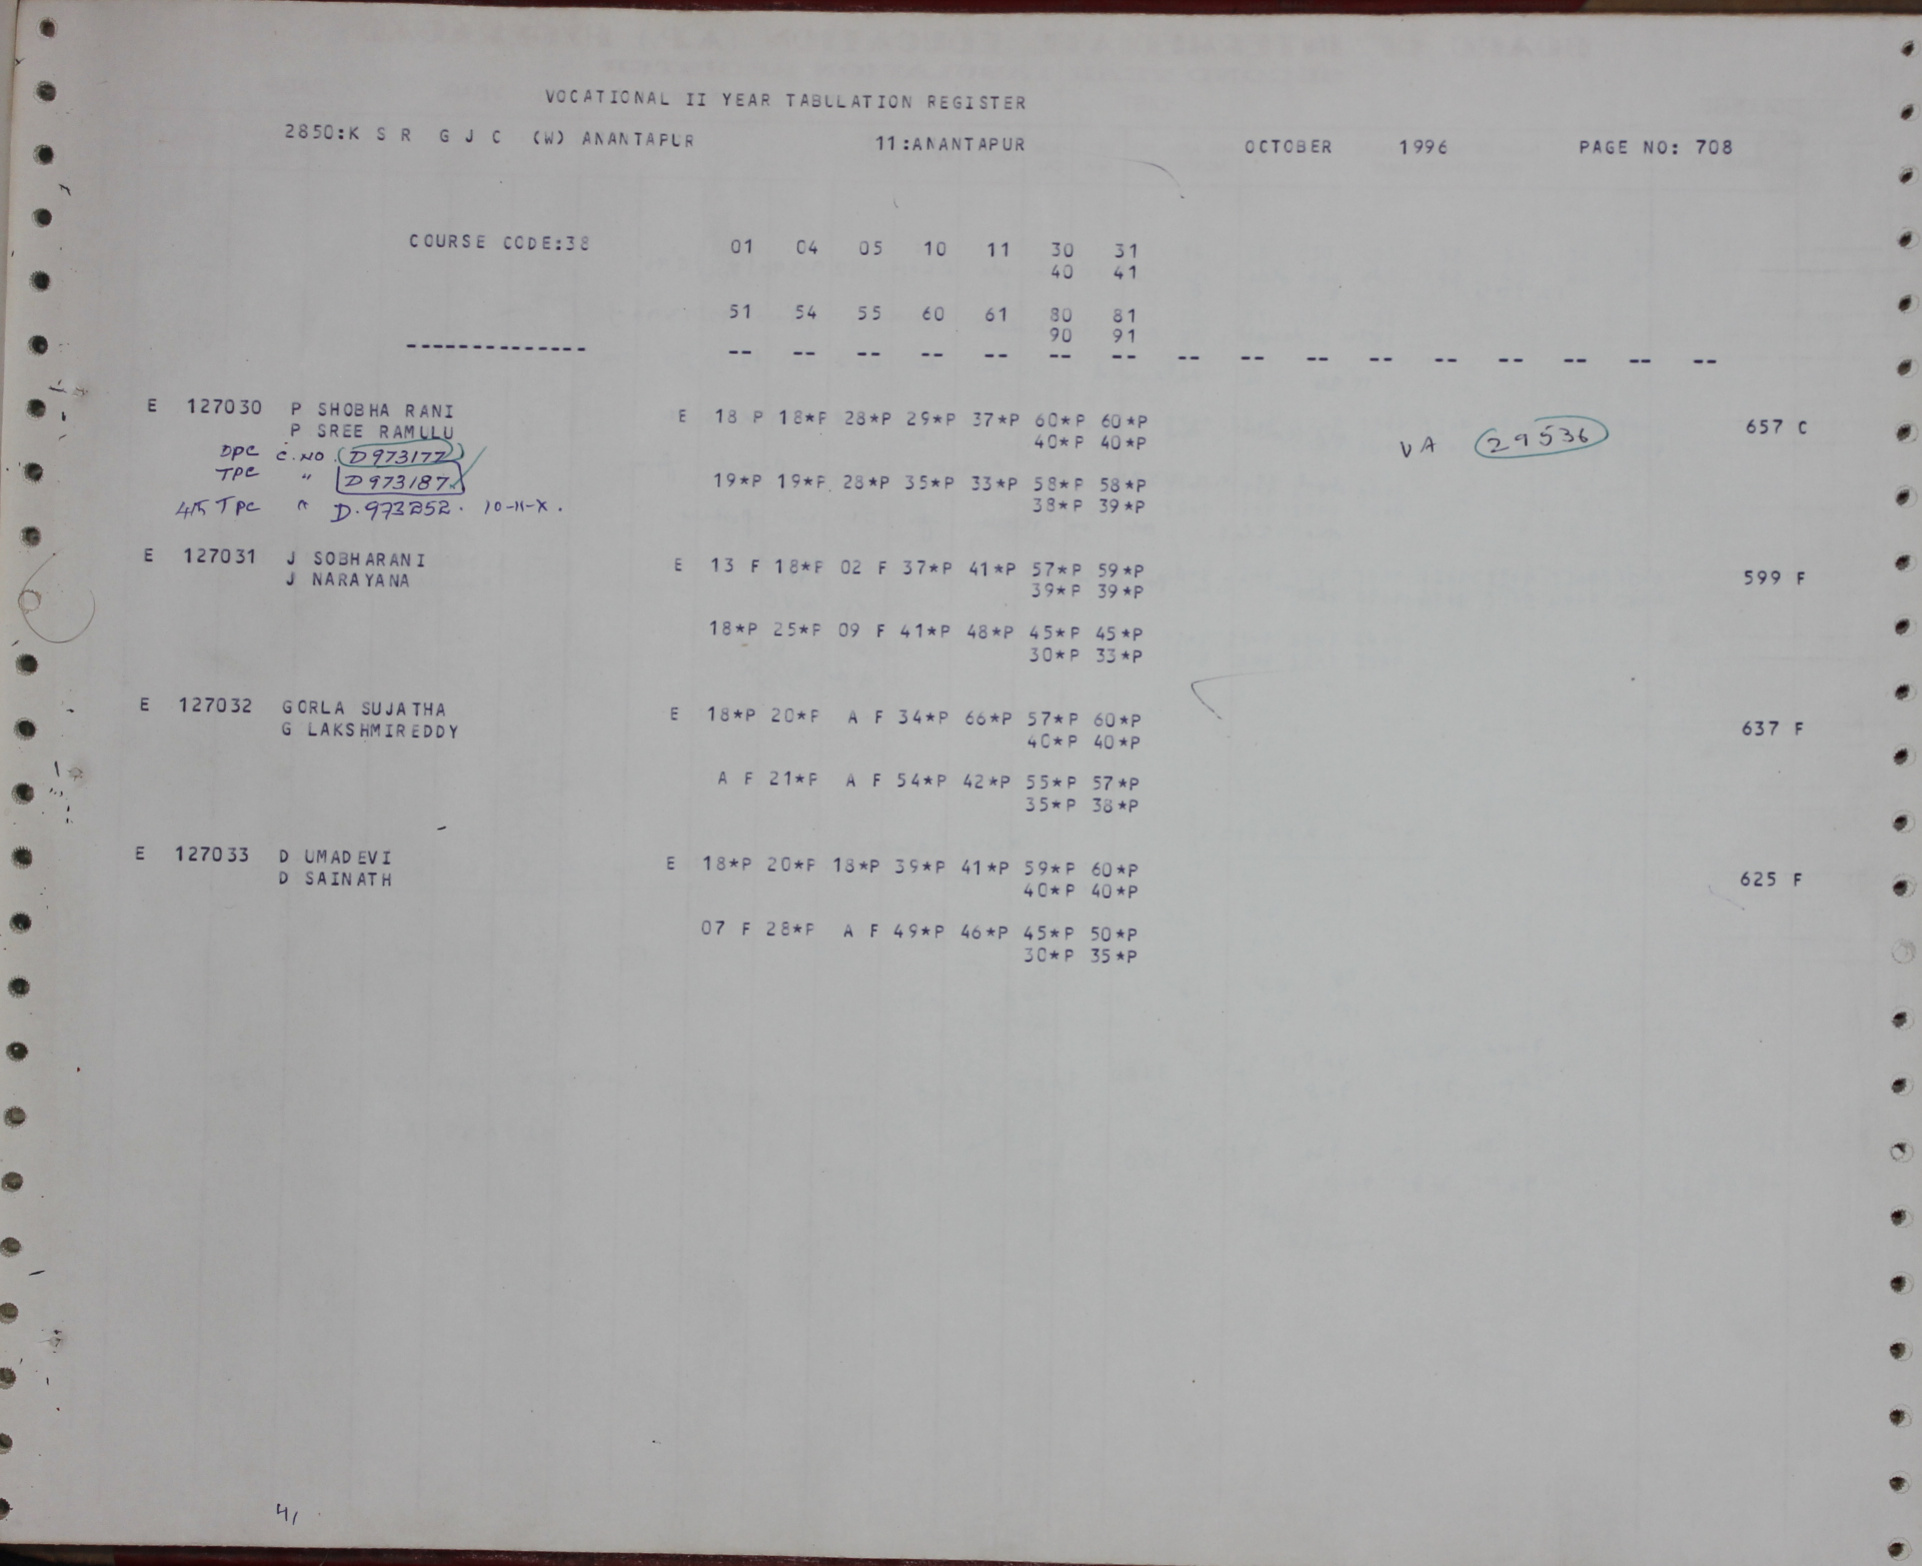 VOCATIONAL II YEAR TABULATION REGISTER
2850:K S R G J C (W) ANANTAPUR 11:ANANTAPUR OCTOBER 1996 PAGE NO: 708
COURSE CODE:38 01 04 05 10 11 30 31
40 41
51 54 55 60 61 80 81
90 91
-------------- -- -- -- -- -- -- -- -- -- -- -- -- -- -- -- --
E 127030 P SHOBHA RANI E 18 P 18*P 28*P 29*P 37*P 60*P 60*P 657 C
P SREE RAMULU 40*P 40*P VA 29536
DPC C.NO. D973177
TPC " D973187 19*P 19*P 28*P 35*P 33*P 58*P 58*P
TPC " D.973252. 10-11-X. 38*P 39*P
E 127031 J SOBHARANI E 13 F 18*P 02 F 37*P 41*P 57*P 59*P 599 F
J NARAYANA 39*P 39*P
18*P 25*P 09 F 41*P 48*P 45*P 45*P
30*P 33*P
E 127032 GORLA SUJATHA E 18*P 20*P A F 34*P 66*P 57*P 60*P 637 F
G LAKSHMIREDDY 40*P 40*P
A F 21*P A F 54*P 42*P 55*P 57*P
35*P 38*P
E 127033 D UMADEVI E 18*P 20*P 18*P 39*P 41*P 59*P 60*P 625 F
D SAINATH 40*P 40*P
07 F 28*P A F 49*P 46*P 45*P 50*P
30*P 35*P